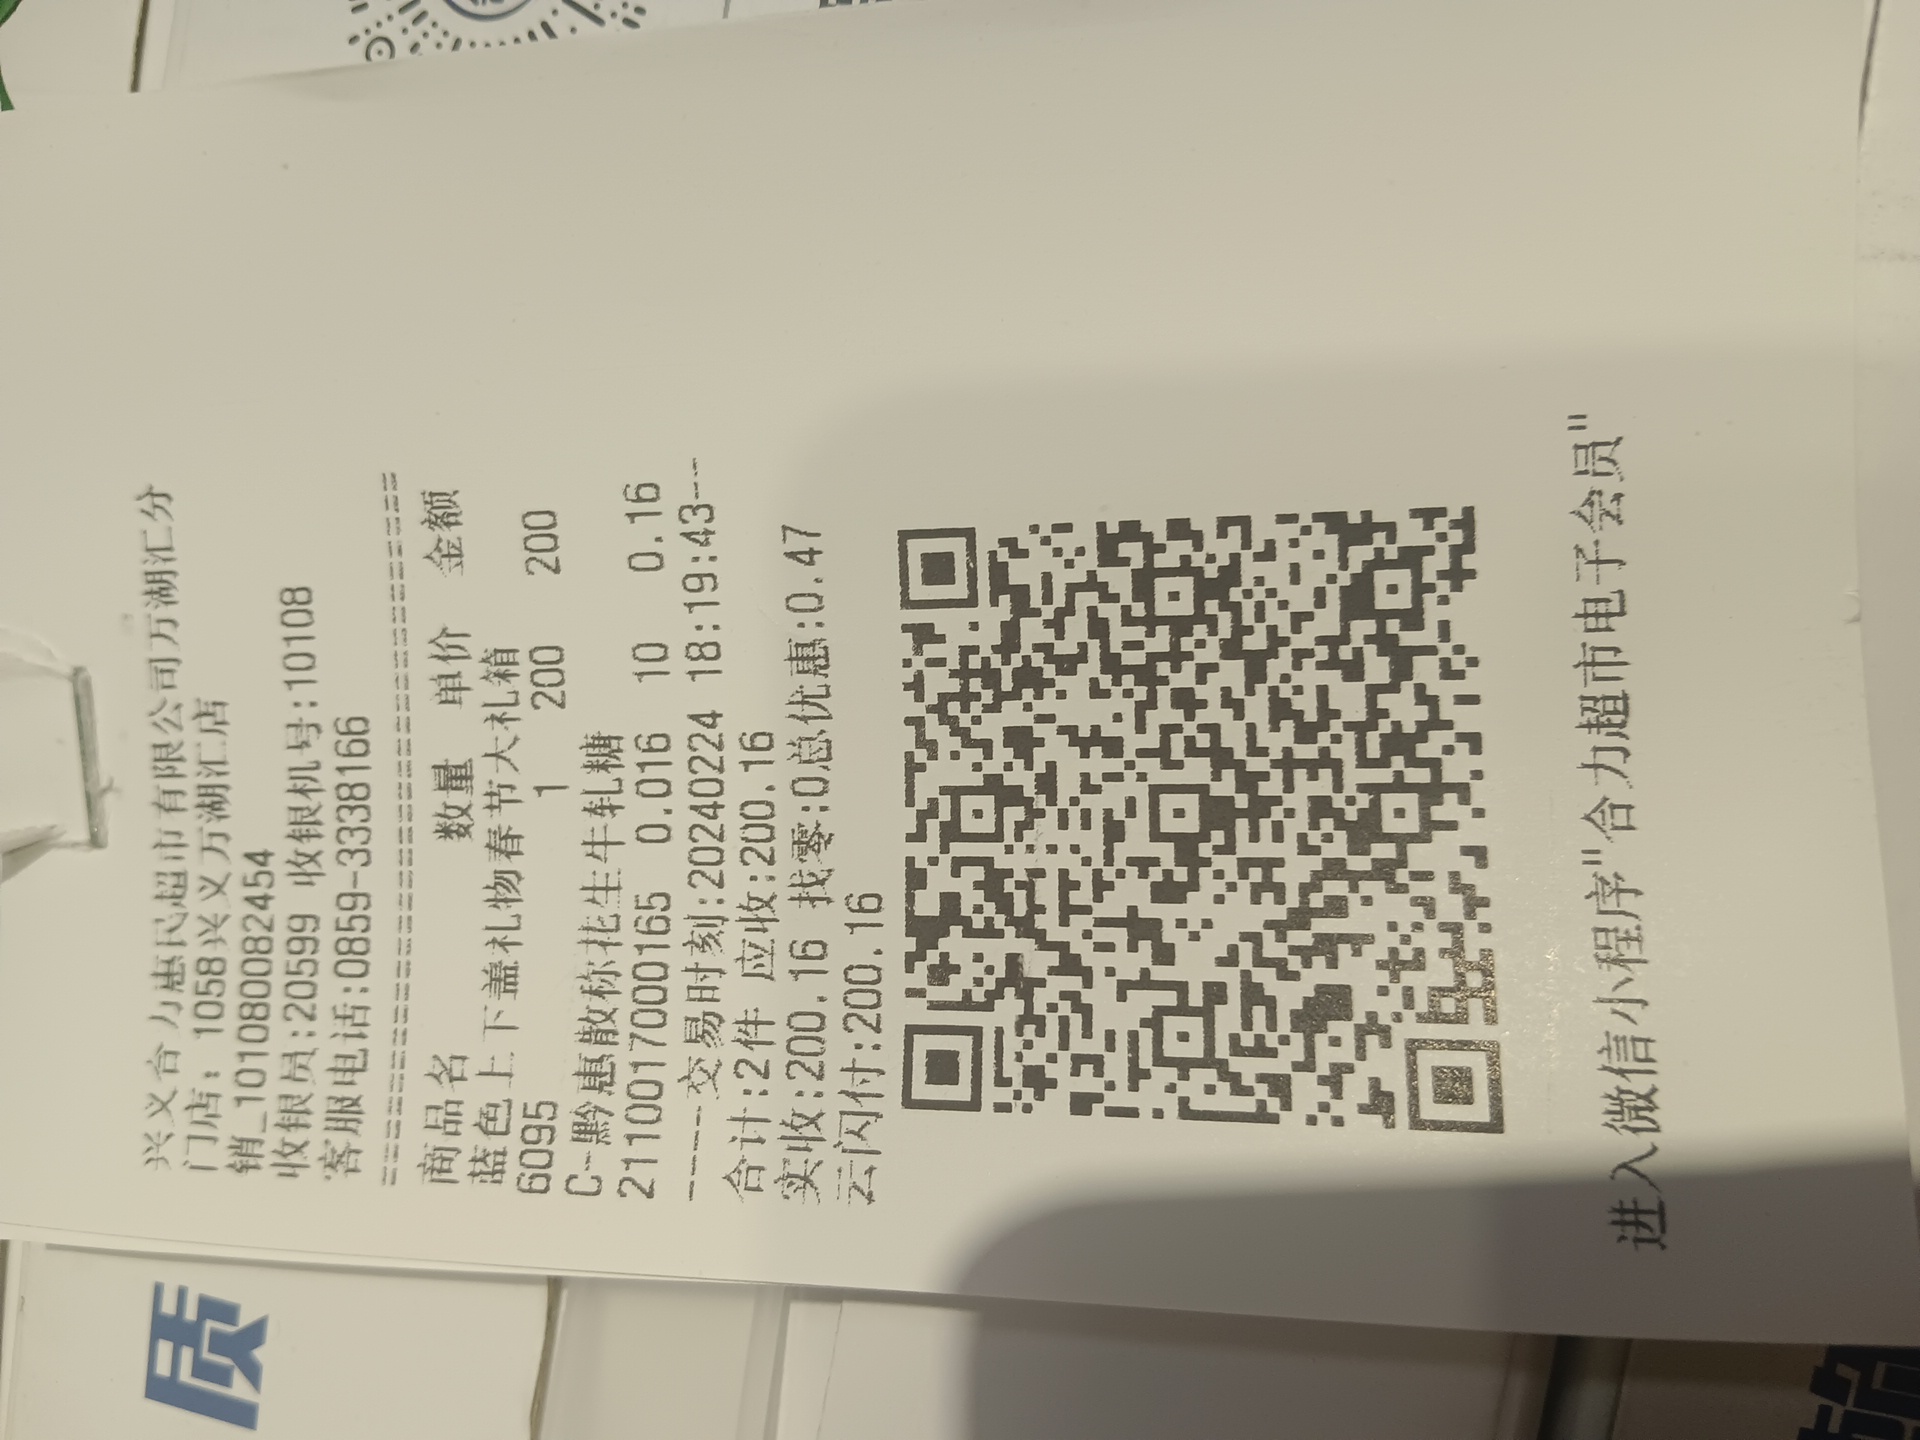 兴义合力惠民超市有限公司万湖汇分
门店: 1058兴义万湖汇店
销_1010800824 54
收银员:20599 收银机号:10108
客服电话:0859-3338166
商品名 数量 单价 金额
蓝色上下盖礼物春节大礼箱
6095 1 200 200
C-黔惠散称花生牛轧糖
2110017000165 0.016 10 0.16
----交易时刻:20240224 18:19:43---
合计:2件 应收:200.16
实收:200.16 找零:0总优惠:0.47
云闪付:200.16
进入微信小程序"合力超市电子会员"
质